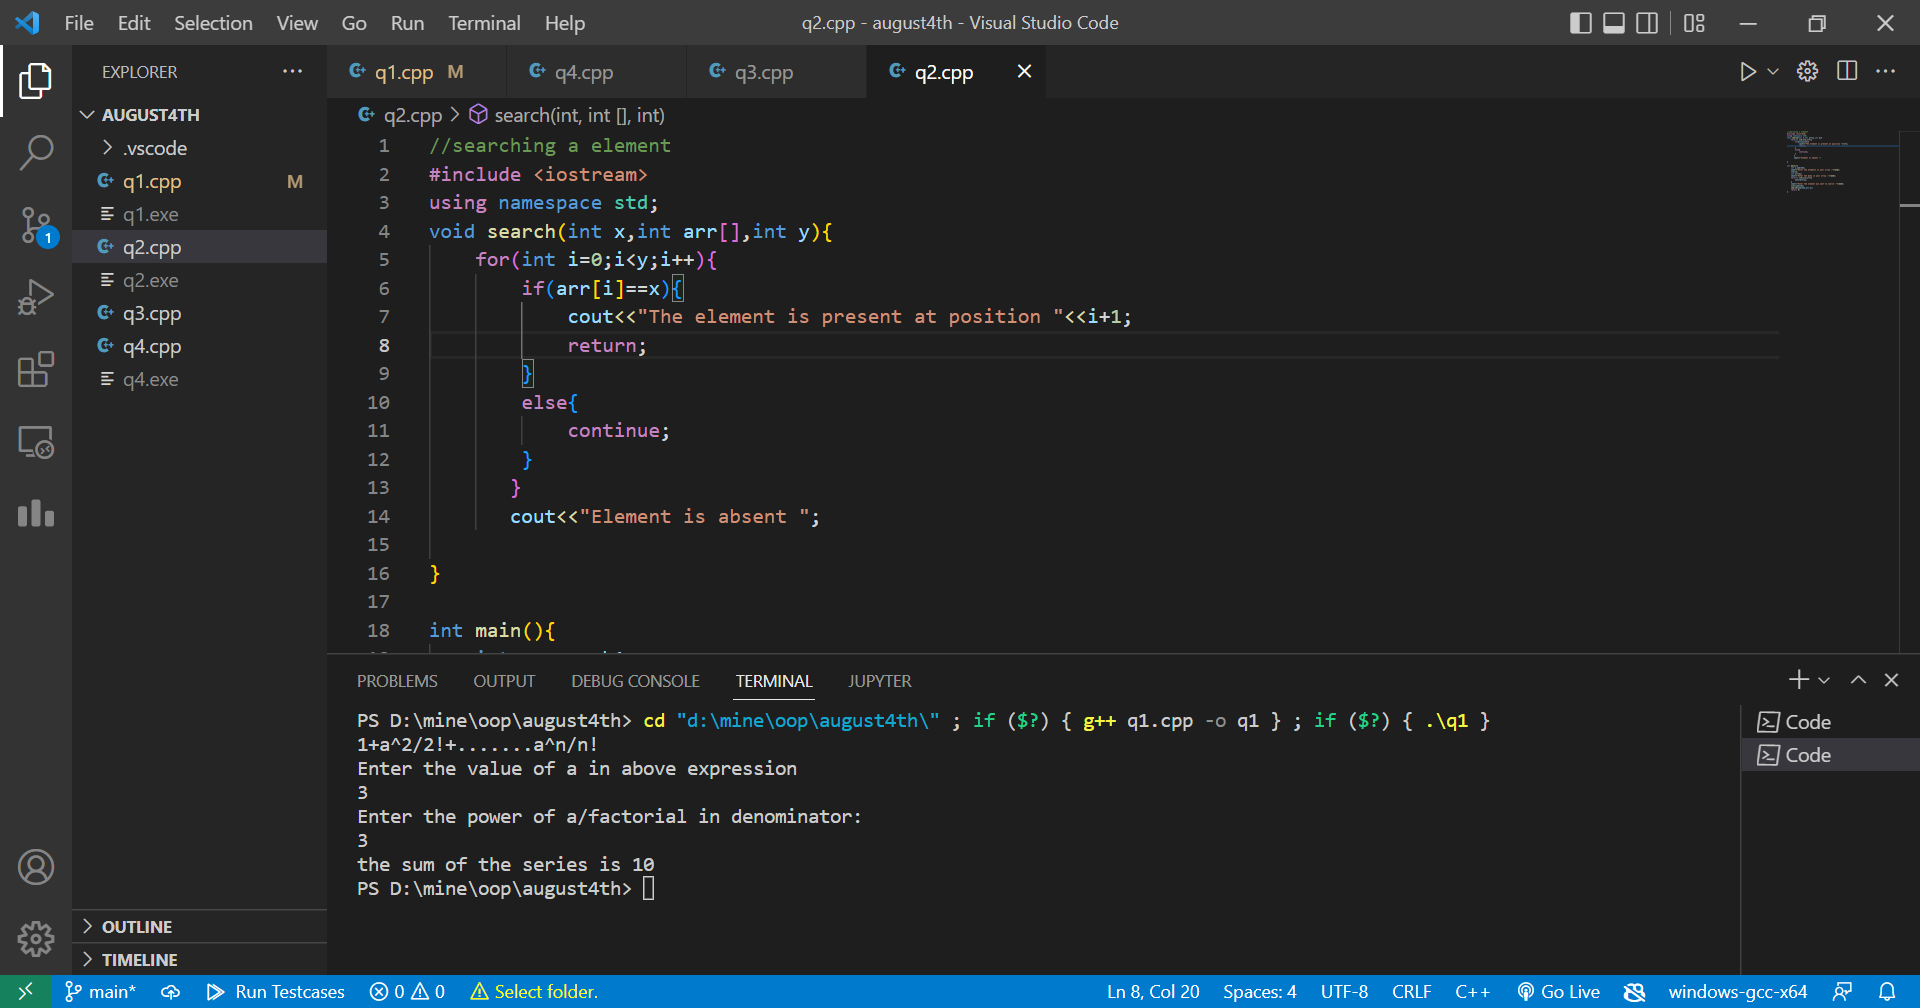 File Edit Selection View Go Run Terminal Help q2.cpp - august4th - Visual Studio Code
EXPLORER
AUGUST4TH
.vscode
q1.cpp M
q1.exe
q2.cpp
q2.exe
q3.cpp
q4.cpp
q4.exe
OUTLINE
TIMELINE
1
q1.cpp M q4.cpp q3.cpp q2.cpp
q2.cpp > search(int, int [], int)
1 //searching a element
2 #include <iostream>
3 using namespace std;
4 void search(int x,int arr[],int y){
5 for(int i=0;i<y;i++){
6 if(arr[i]==x){
7 cout<<"The element is present at position "<<i+1;
8 return;
9 }
10 else{
11 continue;
12 }
13 }
14 cout<<"Element is absent ";
15
16 }
17
18 int main(){
PROBLEMS OUTPUT DEBUG CONSOLE TERMINAL JUPYTER
PS D:\mine\oop\august4th> cd "d:\mine\oop\august4th\" ; if ($?) { g++ q1.cpp -o q1 } ; if ($?) { .\q1 }
1+a^2/2!+.......a^n/n!
Enter the value of a in above expression
3
Enter the power of a/factorial in denominator:
3
the sum of the series is 10
PS D:\mine\oop\august4th>
Code
Code
main* Run Testcases 0 0 Select folder. Ln 8, Col 20 Spaces: 4 UTF-8 CRLF C++ Go Live windows-gcc-x64